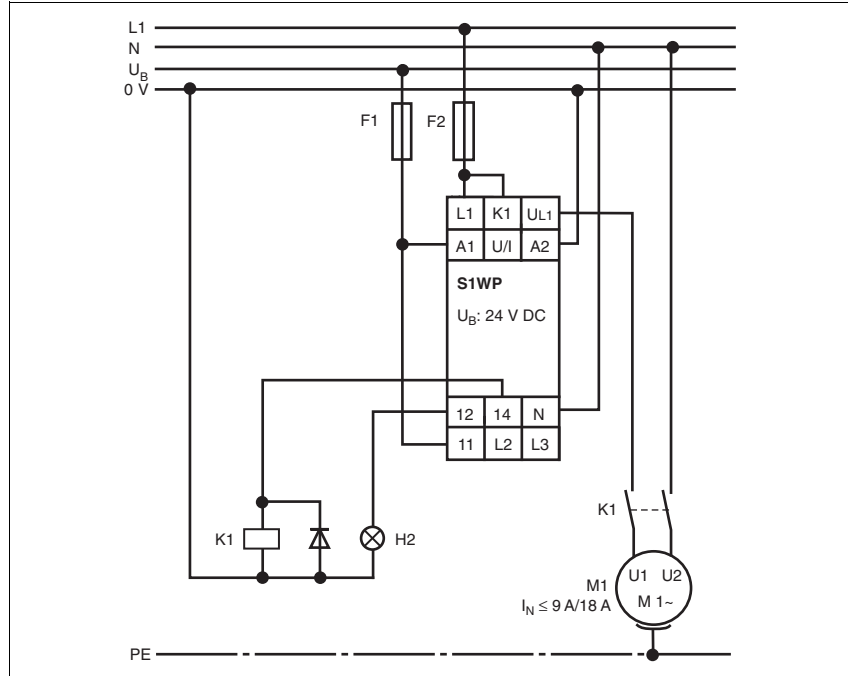 L1
N
U_B
0 V
F1
F2
L1 K1 UL1
A1 U/I A2
S1WP
U_B: 24 V DC
12 14 N
11 L2 L3
K1
H2
K1
U1 U2
M1
M 1~
I_N ≤ 9 A/18 A
PE